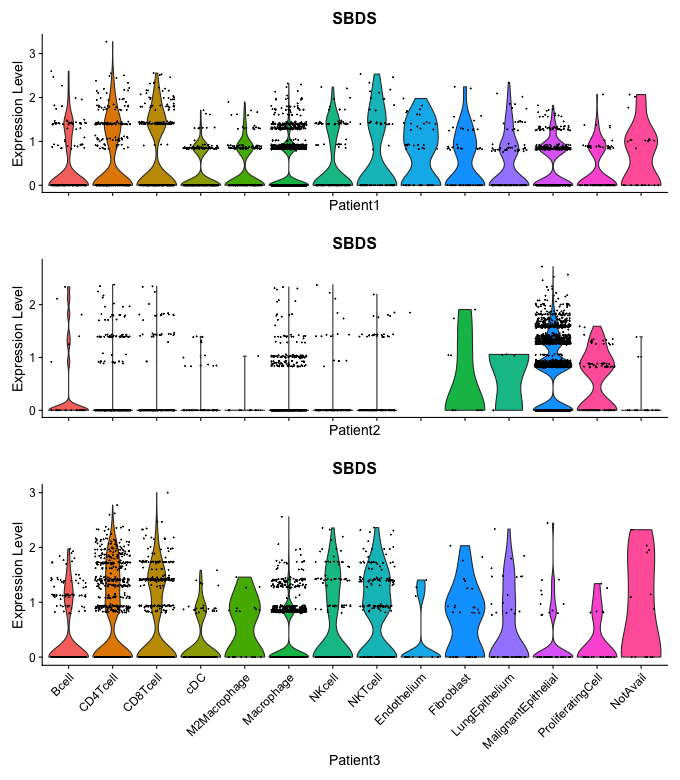 SBDS
Expression Level
3
2
1
0
Patient1
SBDS
Expression Level
2
1
0
Patient2
SBDS
Expression Level
3
2
1
0
Bcell
CD4Tcell
CD8Tcell
cDC
M2Macrophage
Macrophage
NKcell
NKTcell
Endothelium
Fibroblast
LungEpithelium
MalignantEpithelial
ProliferatingCell
NotAvail
Patient3